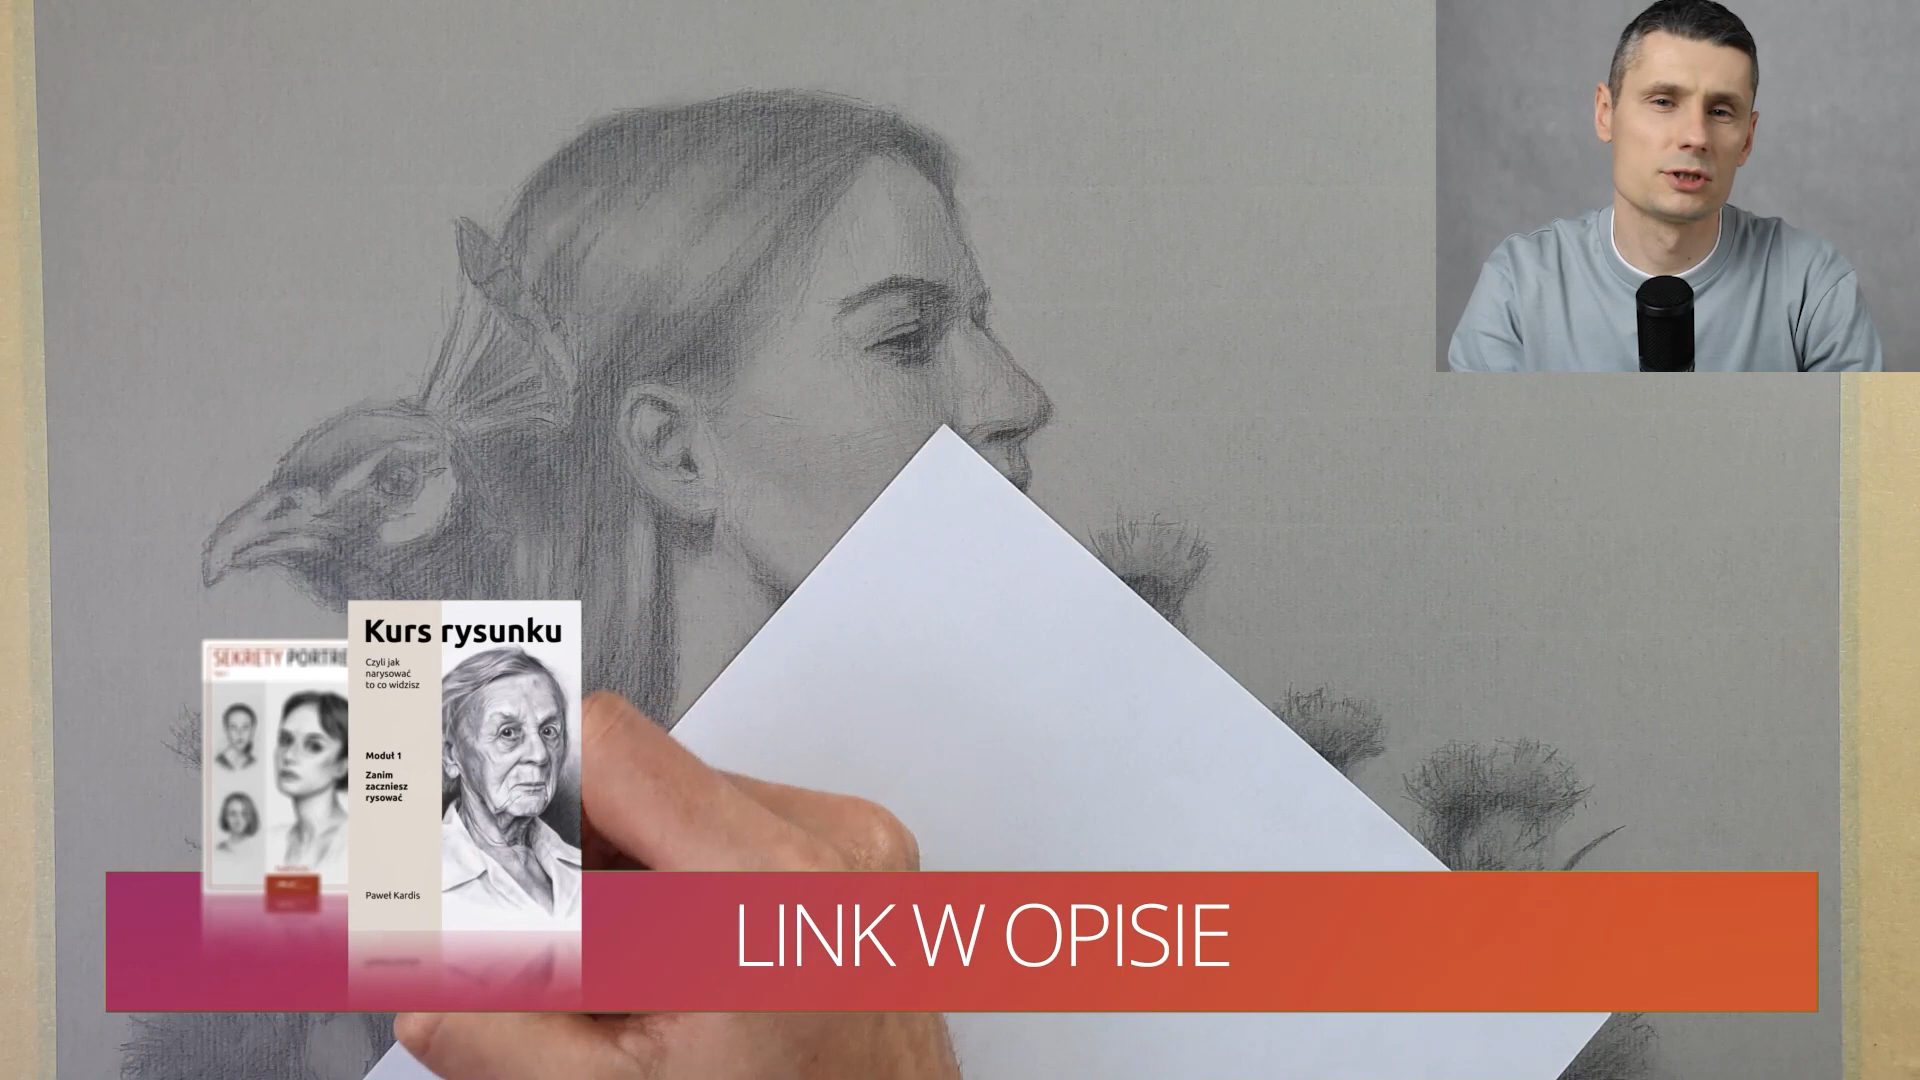 SEKRETY PORTRE
Kurs rysunku
Czyli jak
narysować
to co widzisz
Moduł 1
Zanim
zaczniesz
rysować
Paweł Kardis
LINK W OPISIE